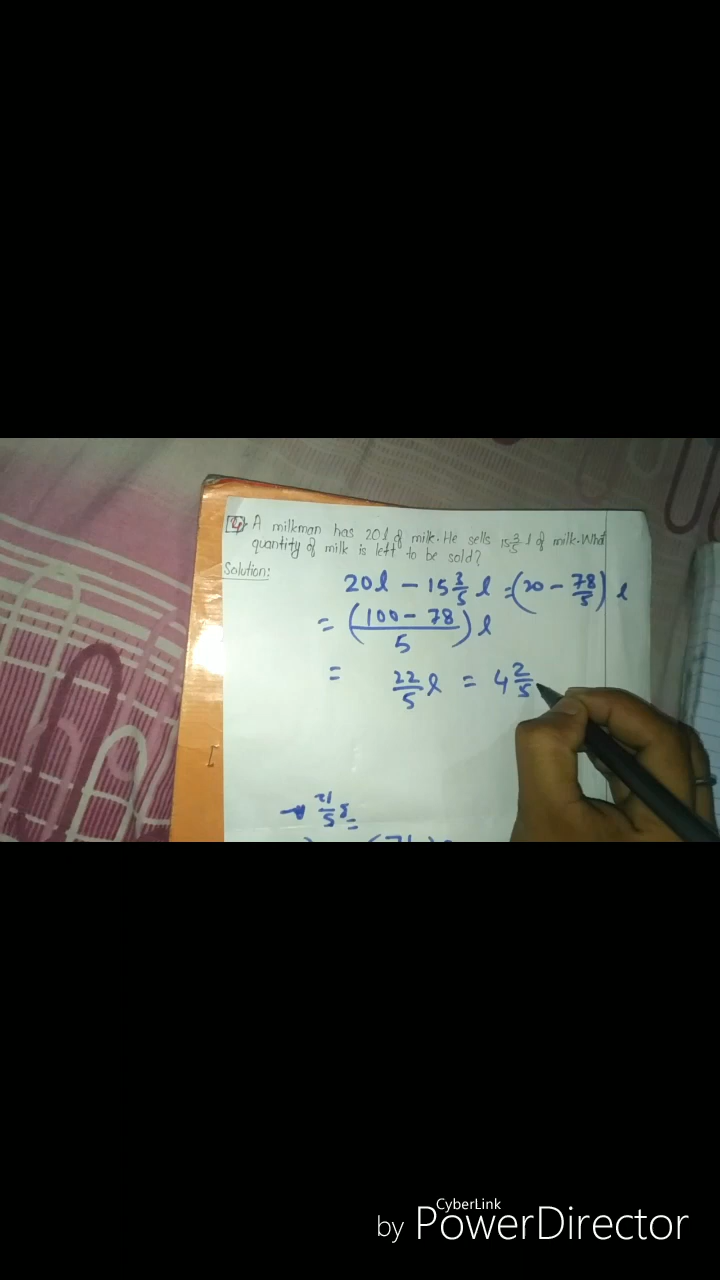 4. A milkman has 20 l of milk. He sells 15 3/5 l of milk. What
quantity of milk is left to be sold?
Solution:
20l - 15 3/5 l = (20 - 78/5) l
= (100 - 78 / 5) l
= 22/5 l = 4 2/5
CyberLink
by PowerDirector